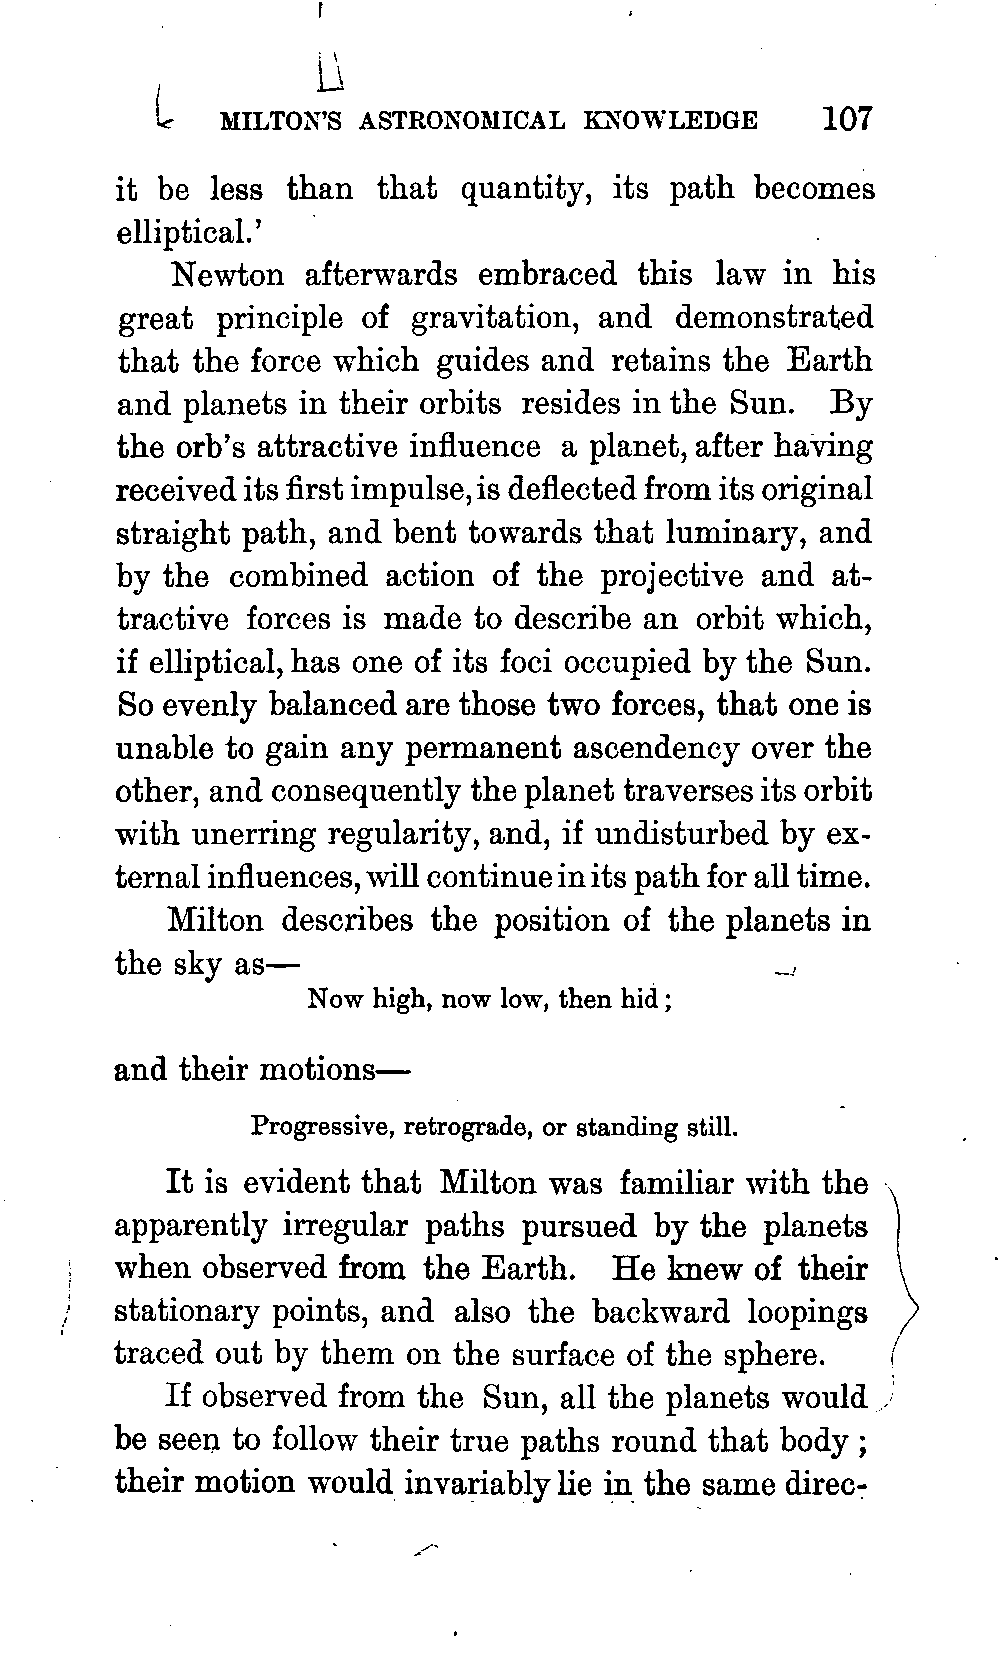 MILTON'S ASTRONOMICAL KNOWLEDGE 107
it be less than that quantity, its path becomes
elliptical.'
Newton afterwards embraced this law in his
great principle of gravitation, and demonstrated
that the force which guides and retains the Earth
and planets in their orbits resides in the Sun. By
the orb's attractive influence a planet, after having
received its first impulse, is deflected from its original
straight path, and bent towards that luminary, and
by the combined action of the projective and at-
tractive forces is made to describe an orbit which,
if elliptical, has one of its foci occupied by the Sun.
So evenly balanced are those two forces, that one is
unable to gain any permanent ascendency over the
other, and consequently the planet traverses its orbit
with unerring regularity, and, if undisturbed by ex-
ternal influences, will continue in its path for all time.
Milton describes the position of the planets in
the sky as—
Now high, now low, then hid;
and their motions—
Progressive, retrograde, or standing still.
It is evident that Milton was familiar with the
apparently irregular paths pursued by the planets
when observed from the Earth. He knew of their
stationary points, and also the backward loopings
traced out by them on the surface of the sphere.
If observed from the Sun, all the planets would
be seen to follow their true paths round that body;
their motion would invariably lie in the same direc-